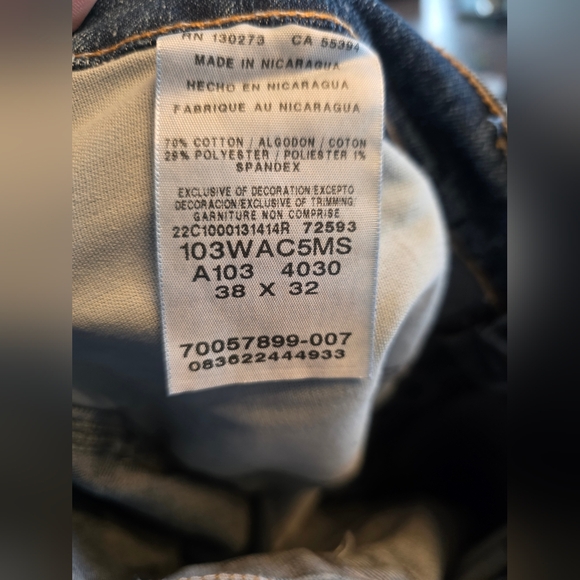 RN 130273 CA 55394
MADE IN NICARAGUA
HECHO EN NICARAGUA
FABRIQUE AU NICARAGUA
70% COTTON / ALGODON / COTON
29% POLYESTER / POLIESTER 1%
SPANDEX
EXCLUSIVE OF DECORATION/EXCEPTO
DECORACION/EXCLUSIVE OF TRIMMING/
GARNITURE NON COMPRISE
22C1000131414R 72593
103WAC5MS
A103 4030
38 X 32
70057899-007
083622444933